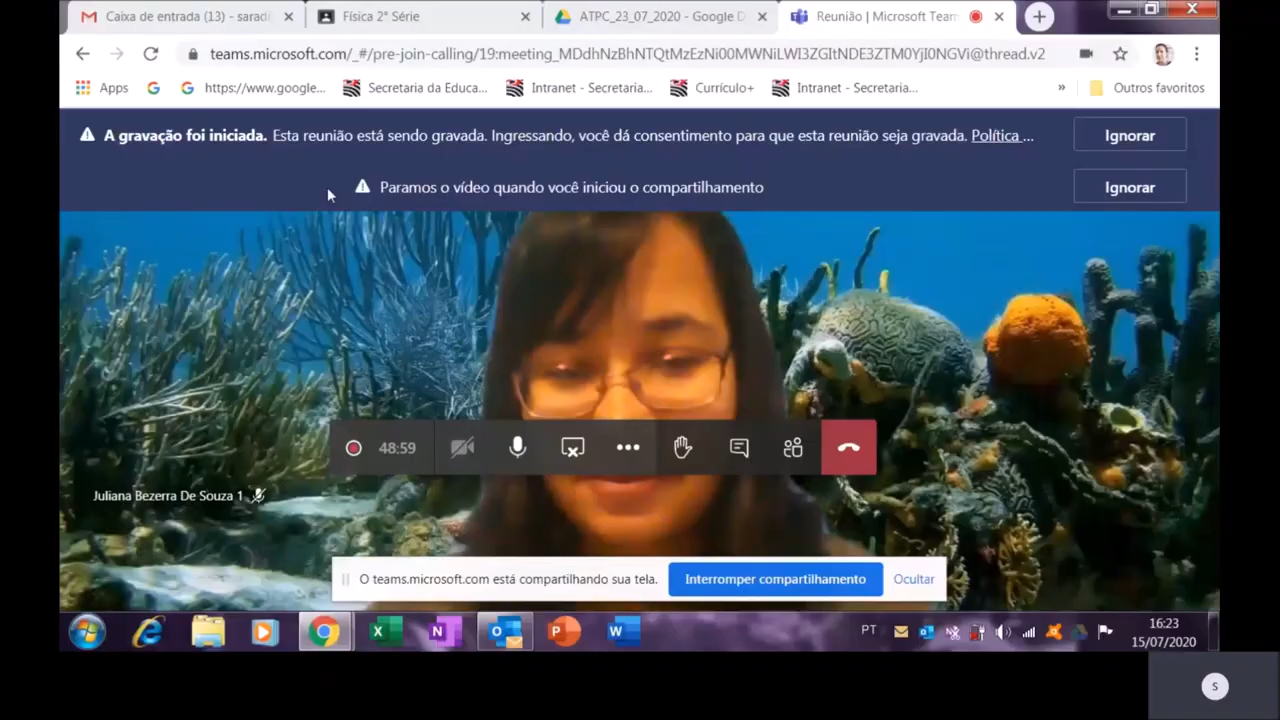 Caixa de entrada (13) - saradi
Física 2ª Série
ATPC_23_07_2020 - Google D
Reunião | Microsoft Team
teams.microsoft.com/_#/pre-join-calling/19:meeting_MDdhNzBhNTQtMzEzNi00MWNiLWI3ZGItNDE3ZTM0YjI0NGVi@thread.v2
Apps
https://www.google...
Secretaria da Educa...
Intranet - Secretaria...
Currículo+
Intranet - Secretaria...
»
Outros favoritos
A gravação foi iniciada. Esta reunião está sendo gravada. Ingressando, você dá consentimento para que esta reunião seja gravada. Política ...
Ignorar
Paramos o vídeo quando você iniciou o compartilhamento
Ignorar
48:59
Juliana Bezerra De Souza 1
O teams.microsoft.com está compartilhando sua tela.
Interromper compartilhamento
Ocultar
PT
16:23
15/07/2020
S